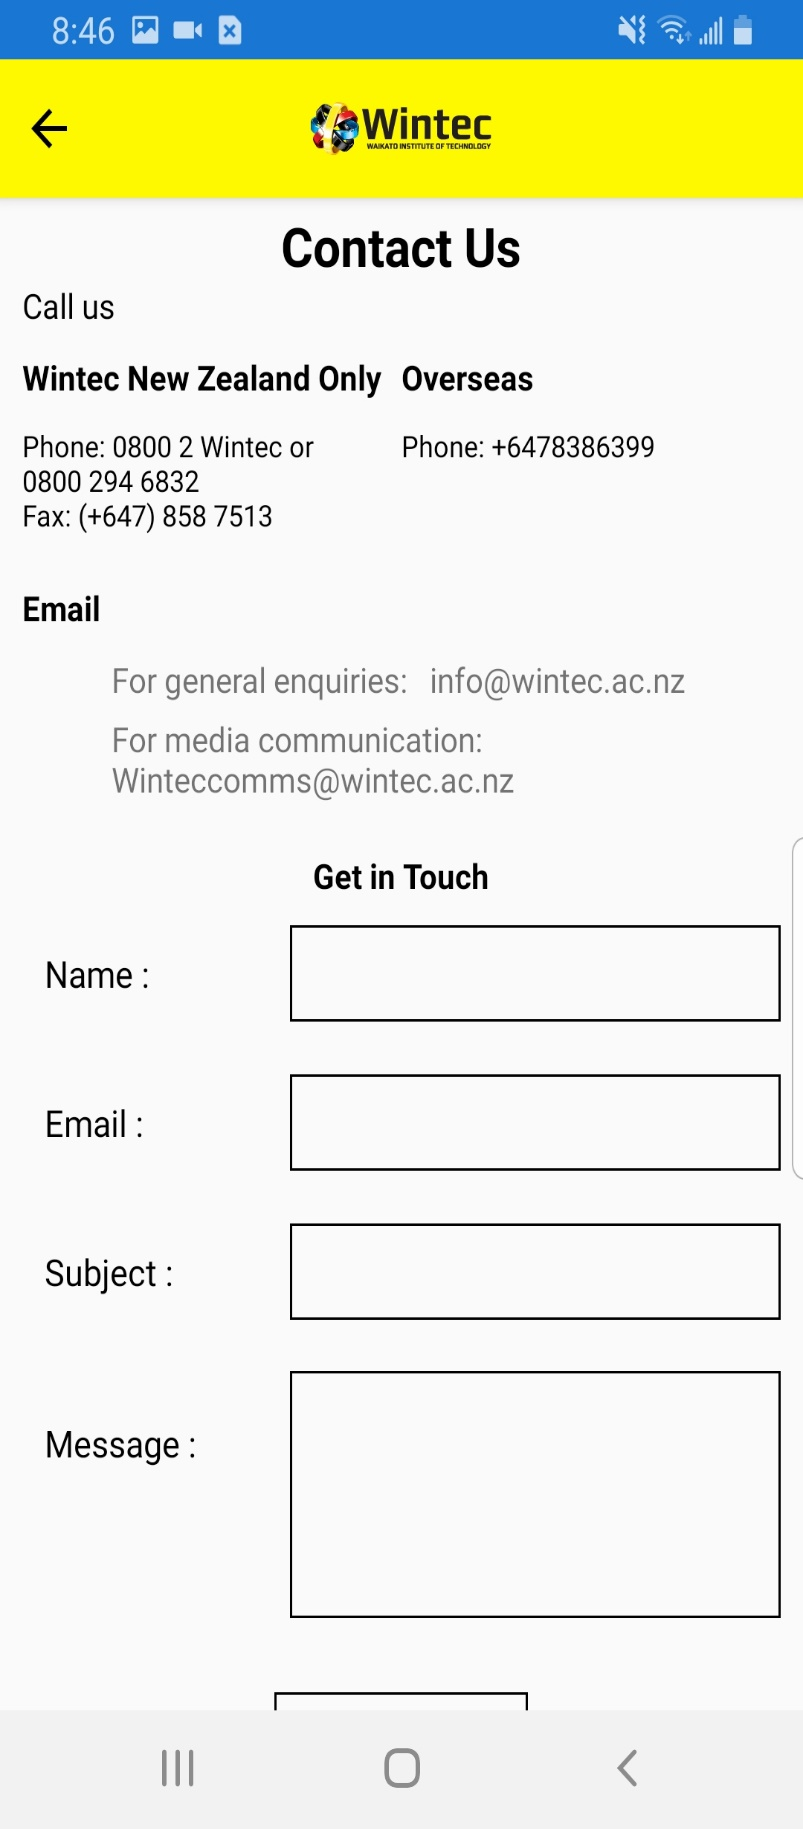 8:46
Wintec
WAIKATO INSTITUTE OF TECHNOLOGY
Contact Us
Call us
Wintec New Zealand Only
Overseas
Phone: 0800 2 Wintec or
0800 294 6832
Fax: (+647) 858 7513
Phone: +6478386399
Email
For general enquiries: info@wintec.ac.nz
For media communication:
Winteccomms@wintec.ac.nz
Get in Touch
Name :
Email :
Subject :
Message :